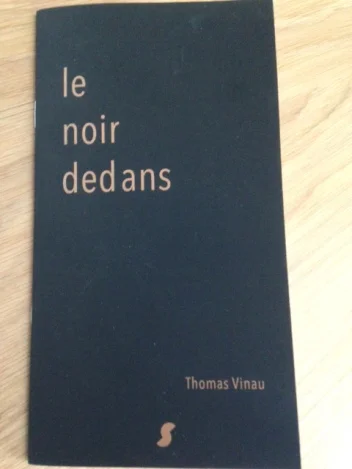 le
noir
dedans
Thomas Vinau
S